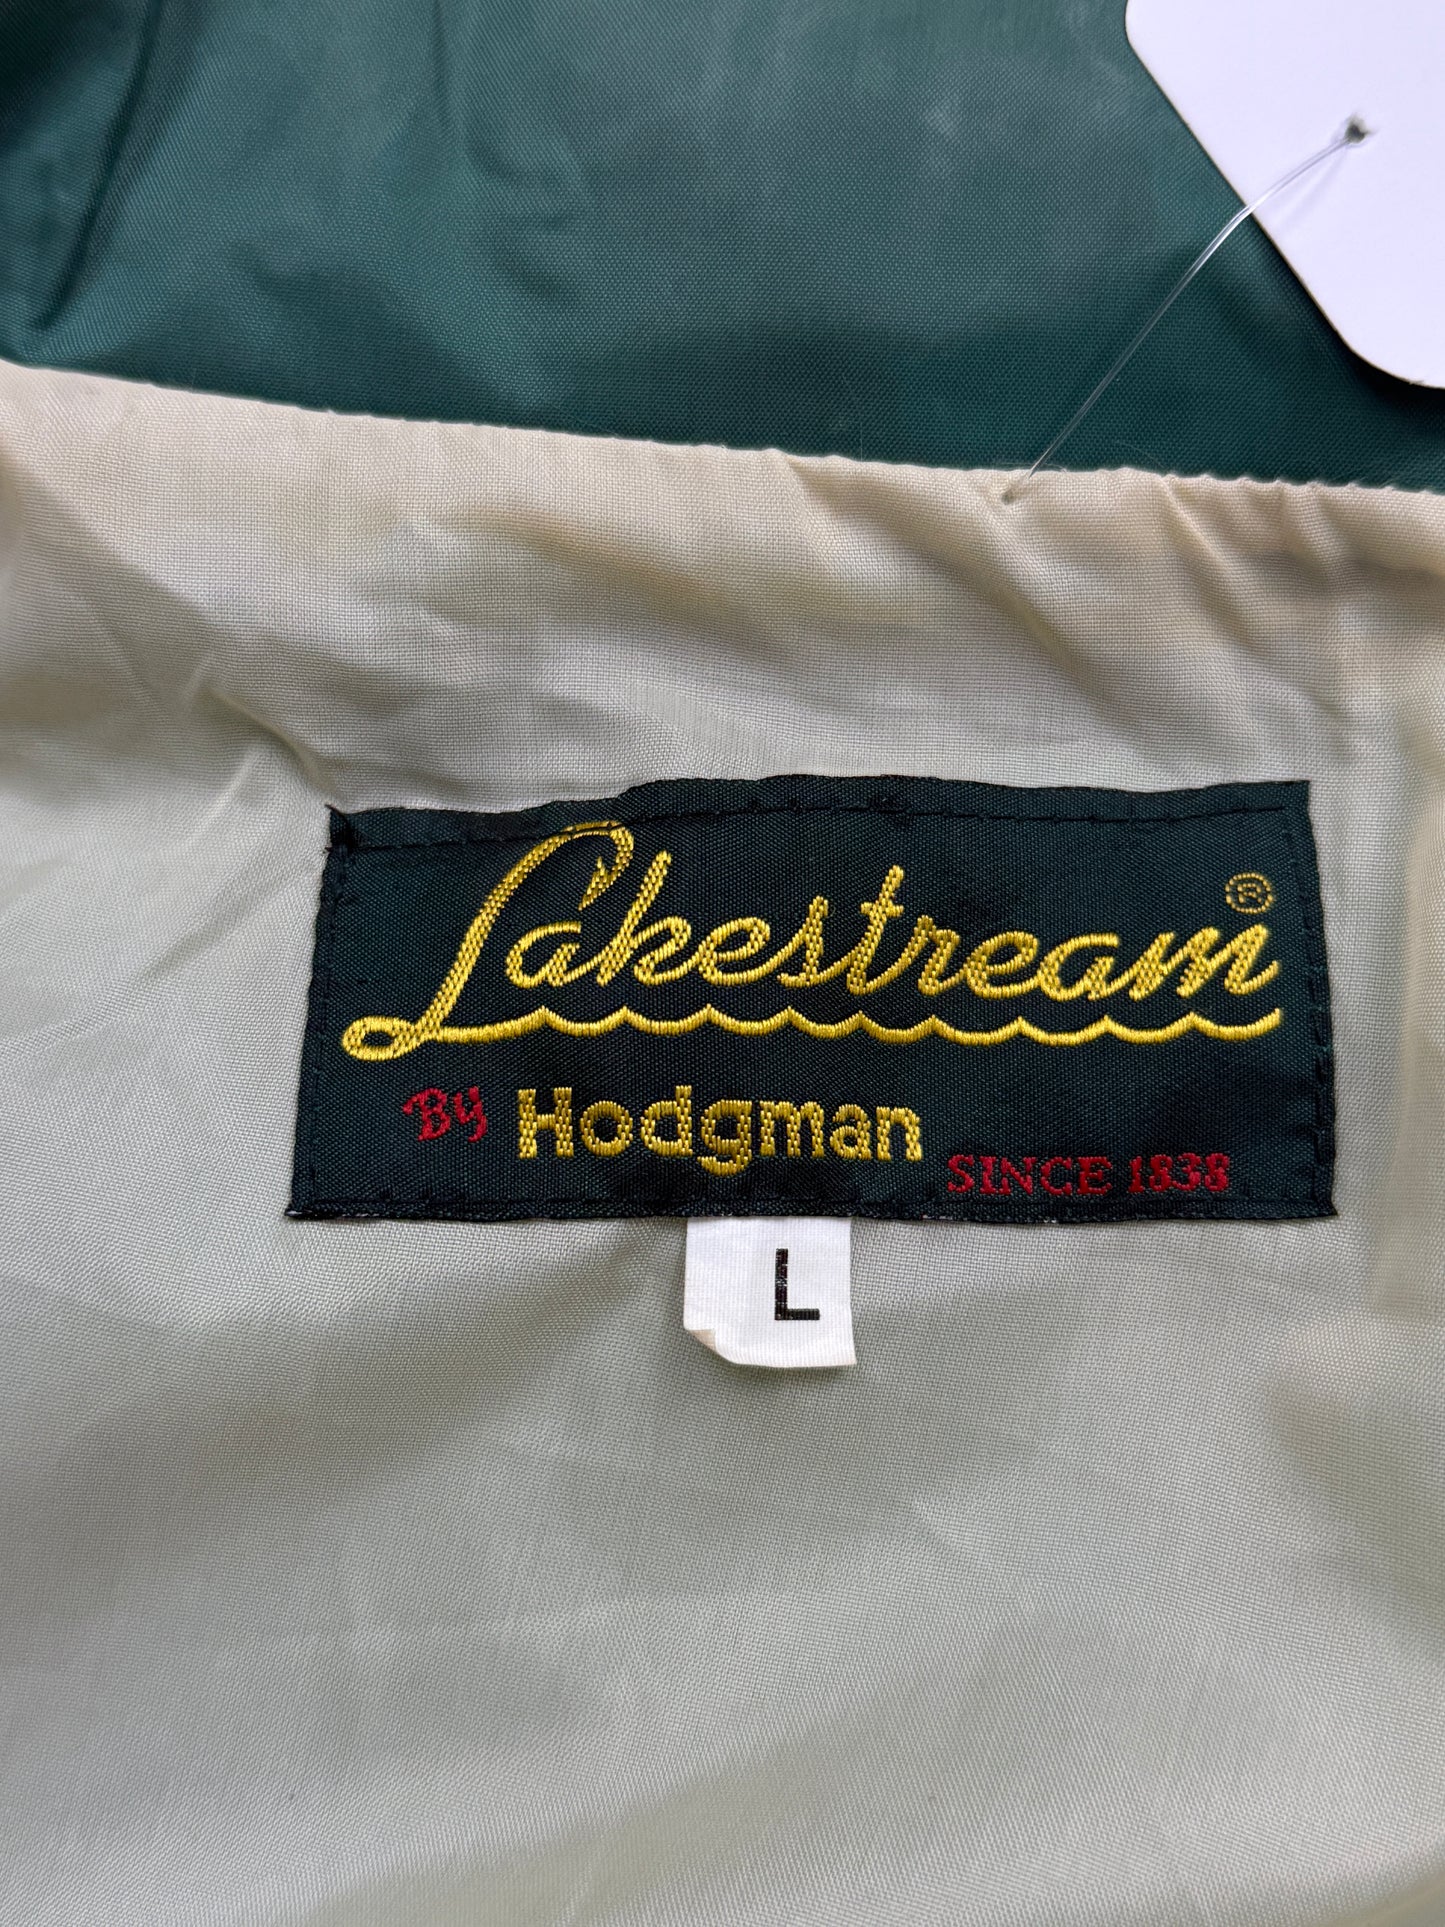 Lakestream ®
By Hodgman
SINCE 1838
L